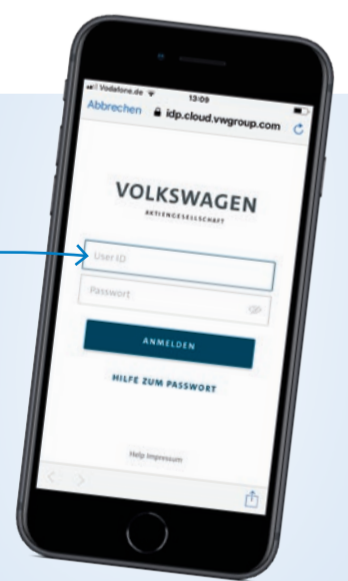 Vodafone.de 13:09
Abbrechen idp.cloud.vwgroup.com
VOLKSWAGEN
AKTIENGESELLSCHAFT
User ID
Passwort
ANMELDEN
HILFE ZUM PASSWORT
Help Impressum